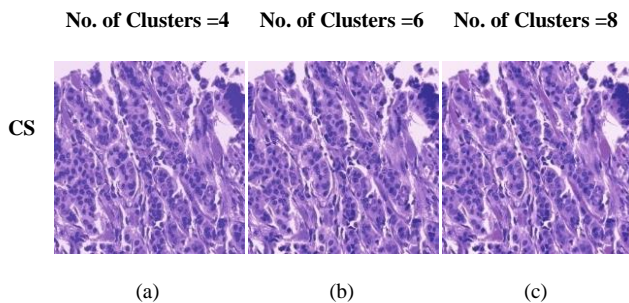 No. of Clusters =4 No. of Clusters =6 No. of Clusters =8
CS
(a) (b) (c)